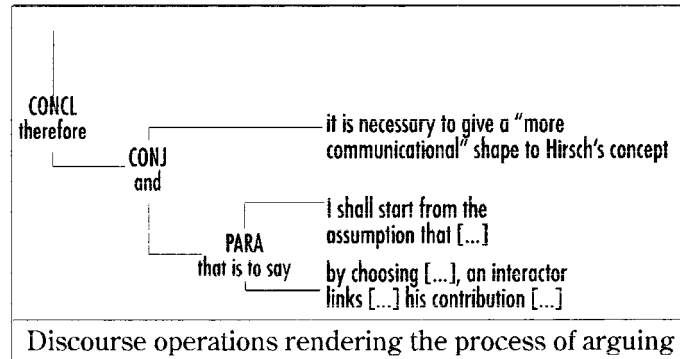 CONCL
therefore
CONJ
and
it is necessary to give a "more
communicational" shape to Hirsch's concept
PARA
that is to say
I shall start from the
assumption that [...]
by choosing [...], an interactor
links [...] his contribution [...]
Discourse operations rendering the process of arguing